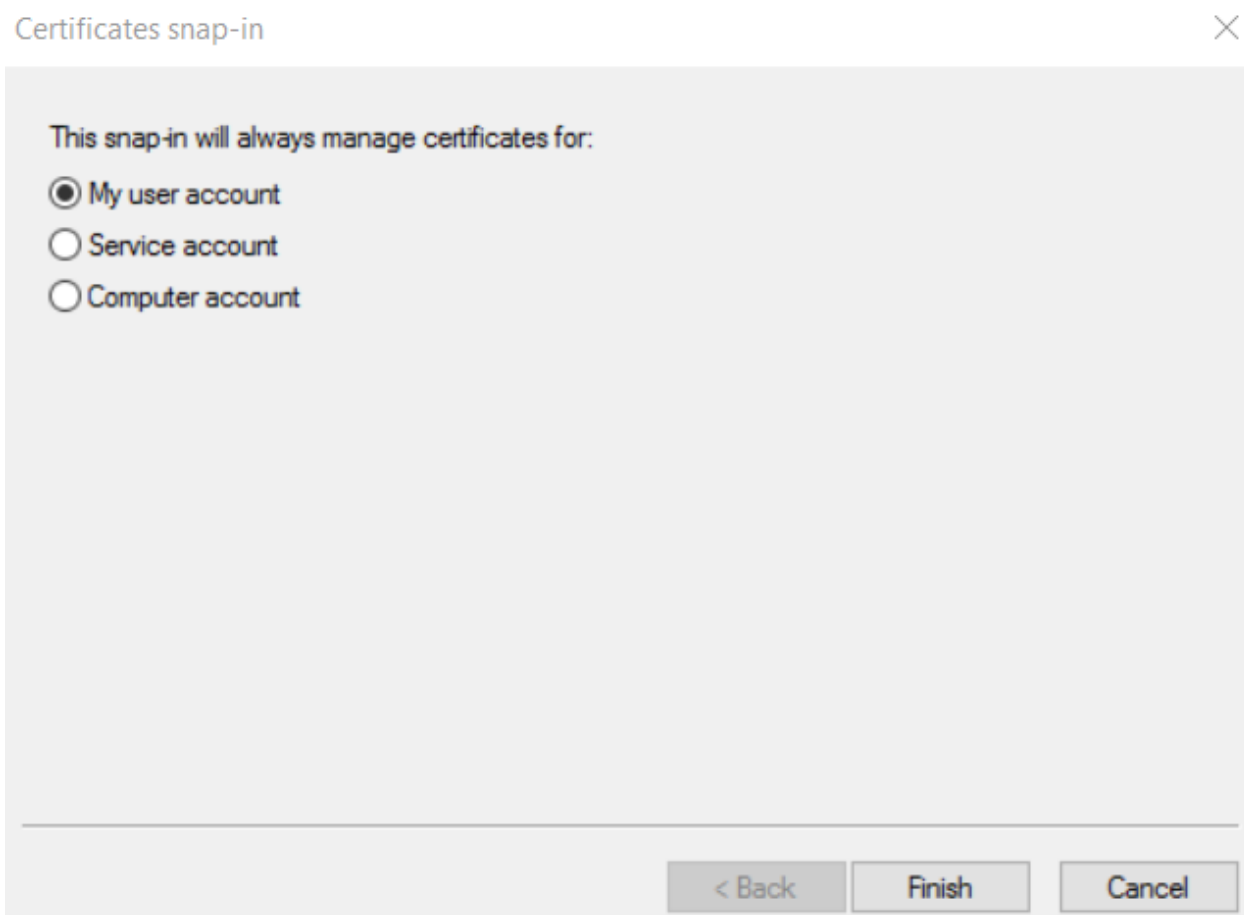 Certificates snap-in
This snap-in will always manage certificates for:
My user account
Service account
Computer account
< Back
Finish
Cancel